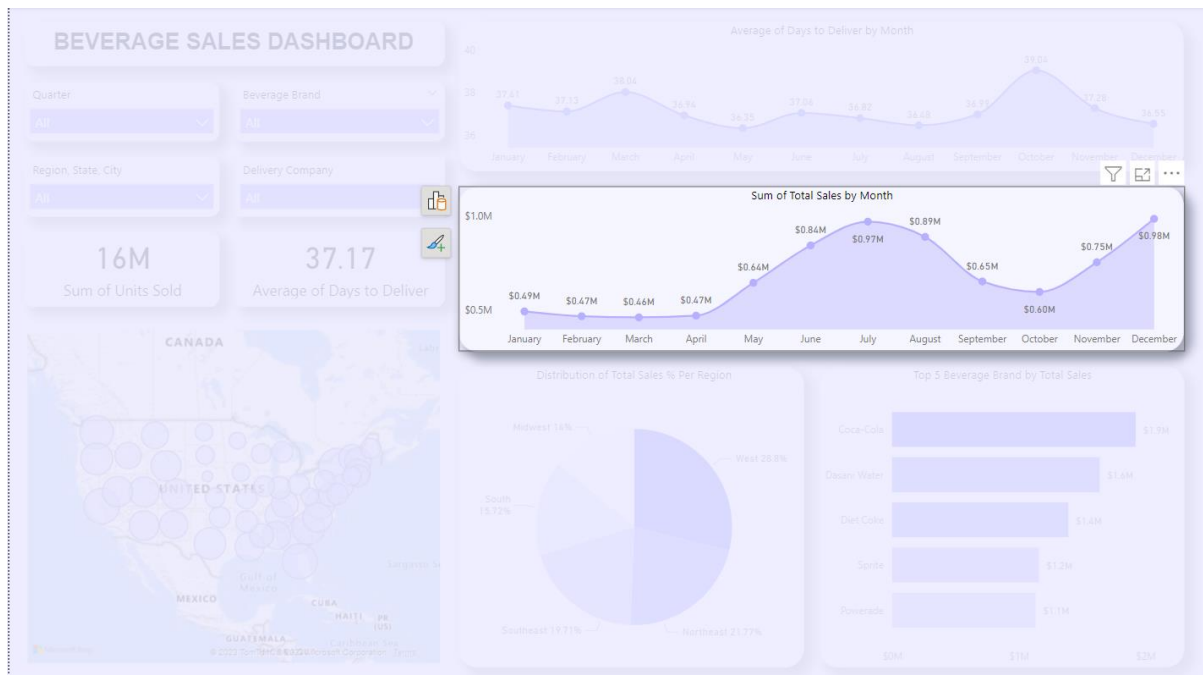 BEVERAGE SALES DASHBOARD
Quarter
All
Beverage Brand
All
Region, State, City
All
Delivery Company
All
16M
Sum of Units Sold
37.17
Average of Days to Deliver
Average of Days to Deliver by Month
40
38
36
37.41
37.13
38.04
36.94
36.35
37.04
36.82
36.48
39.04
37.28
36.55
January February March April May June July August September October November December
Sum of Total Sales by Month
$1.0M
$0.5M
$0.49M
$0.47M
$0.46M
$0.47M
$0.64M
$0.84M
$0.97M
$0.89M
$0.65M
$0.60M
$0.75M
$0.98M
January February March April May June July August September October November December
CANADA
UNITED STATES
Gulf of
Mexico
MEXICO
CUBA
HAITI
PR
(US)
GUATEMALA
Caribbean Sea
Distribution of Total Sales % Per Region
Midwest 14%
West 28.8%
South
15.72%
Southeast 19.71%
Northeast 21.77%
Top 5 Beverage Brand by Total Sales
Coca-Cola
$1.9M
Dasani Water
$1.6M
Diet Coke
$1.4M
Sprite
$1.2M
Powerade
$1.1M
$0M $1M $2M